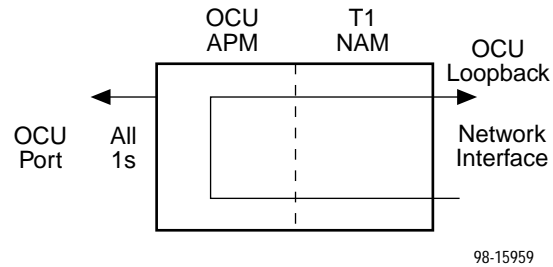 OCU
APM
T1
NAM
OCU
Loopback
OCU
Port
All
1s
Network
Interface
98-15959